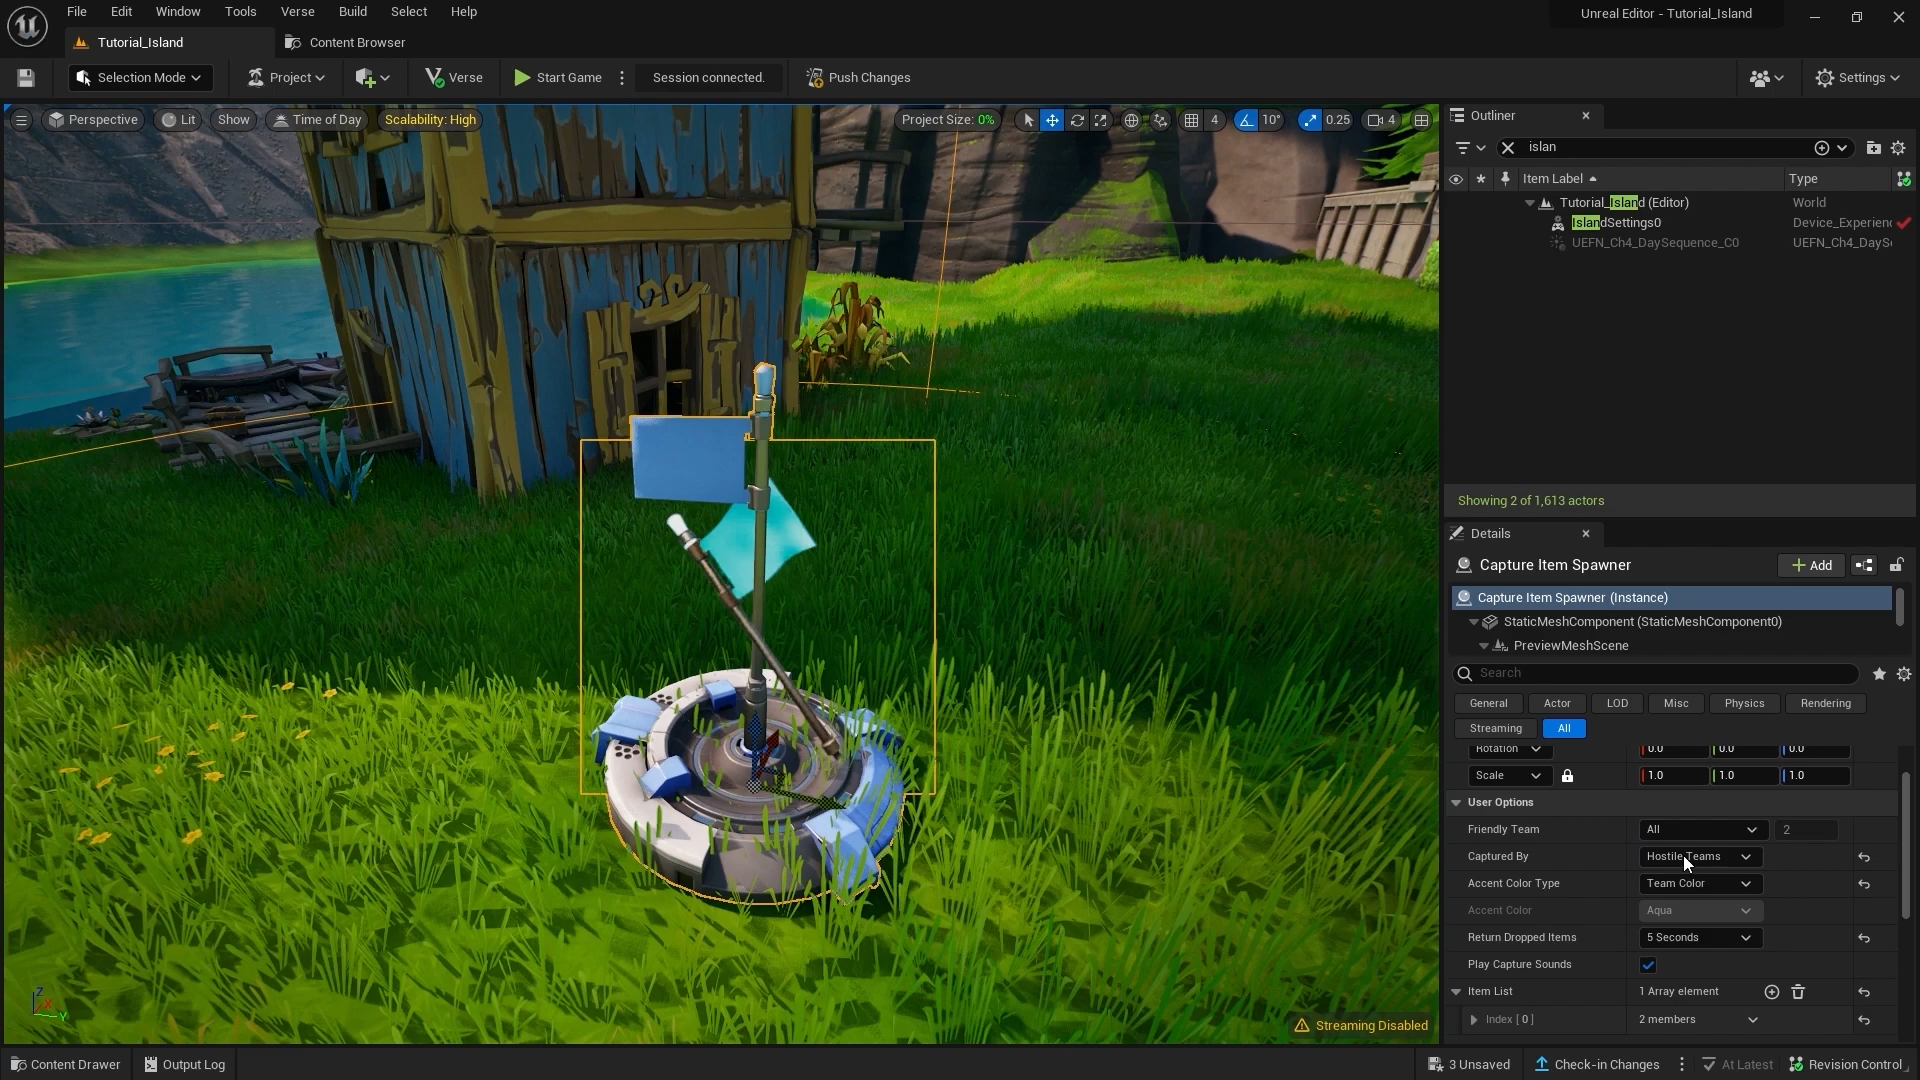 File Edit Window Tools Verse Build Select Help
Unreal Editor - Tutorial_Island
Tutorial_Island
Content Browser
Selection Mode
Project
Verse
Start Game
Session connected.
Push Changes
Settings
Perspective
Lit
Show
Time of Day
Scalability: High
Project Size: 0%
4
10°
0.25
4
Outliner
islan
Item Label
Type
Tutorial_Island (Editor)
World
IslandSettings0
Device_Experienc
UEFN_Ch4_DaySequence_C0
UEFN_Ch4_DayS
Showing 2 of 1,613 actors
Details
Capture Item Spawner
Add
Capture Item Spawner (Instance)
StaticMeshComponent (StaticMeshComponent0)
PreviewMeshScene
Search
General
Actor
LOD
Misc
Physics
Rendering
Streaming
All
Rotation
0.0
0.0
0.0
Scale
1.0
1.0
1.0
User Options
Friendly Team
All
2
Captured By
Hostile Teams
Accent Color Type
Team Color
Accent Color
Aqua
Return Dropped Items
5 Seconds
Play Capture Sounds
Item List
1 Array element
Index [ 0 ]
2 members
Z
X
Y
Streaming Disabled
Content Drawer
Output Log
3 Unsaved
Check-in Changes
At Latest
Revision Control